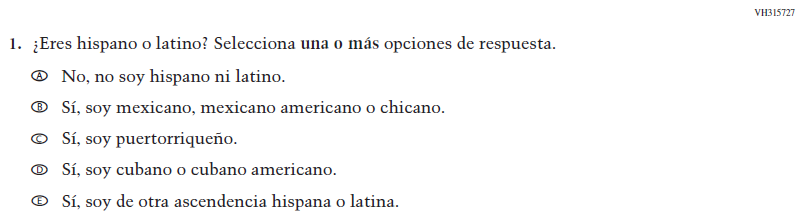 VH315727
1. ¿Eres hispano o latino? Selecciona una o más opciones de respuesta.
A No, no soy hispano ni latino.
B Sí, soy mexicano, mexicano americano o chicano.
C Sí, soy puertorriqueño.
D Sí, soy cubano o cubano americano.
E Sí, soy de otra ascendencia hispana o latina.